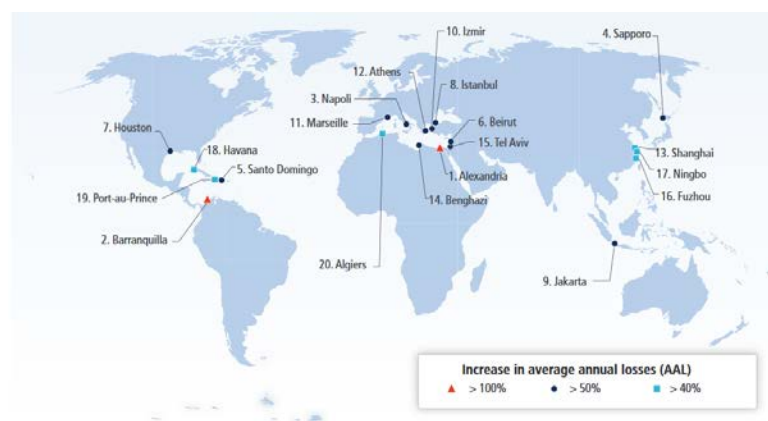 10. Izmir
4. Sapporo
12. Athens
8. Istanbul
3. Napoli
7. Houston
11. Marseille
6. Beirut
18. Havana
15. Tel Aviv
13. Shanghai
5. Santo Domingo
17. Ningbo
1. Alexandria
19. Port-au-Prince
14. Benghazi
16. Fuzhou
2. Barranquilla
20. Algiers
9. Jakarta
Increase in average annual losses (AAL)
> 100% > 50% > 40%